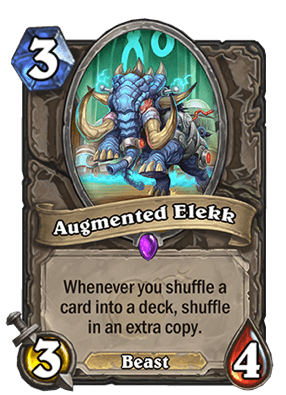 3
Augmented Elekk
Whenever you shuffle a
card into a deck, shuffle
in an extra copy.
3
Beast
4